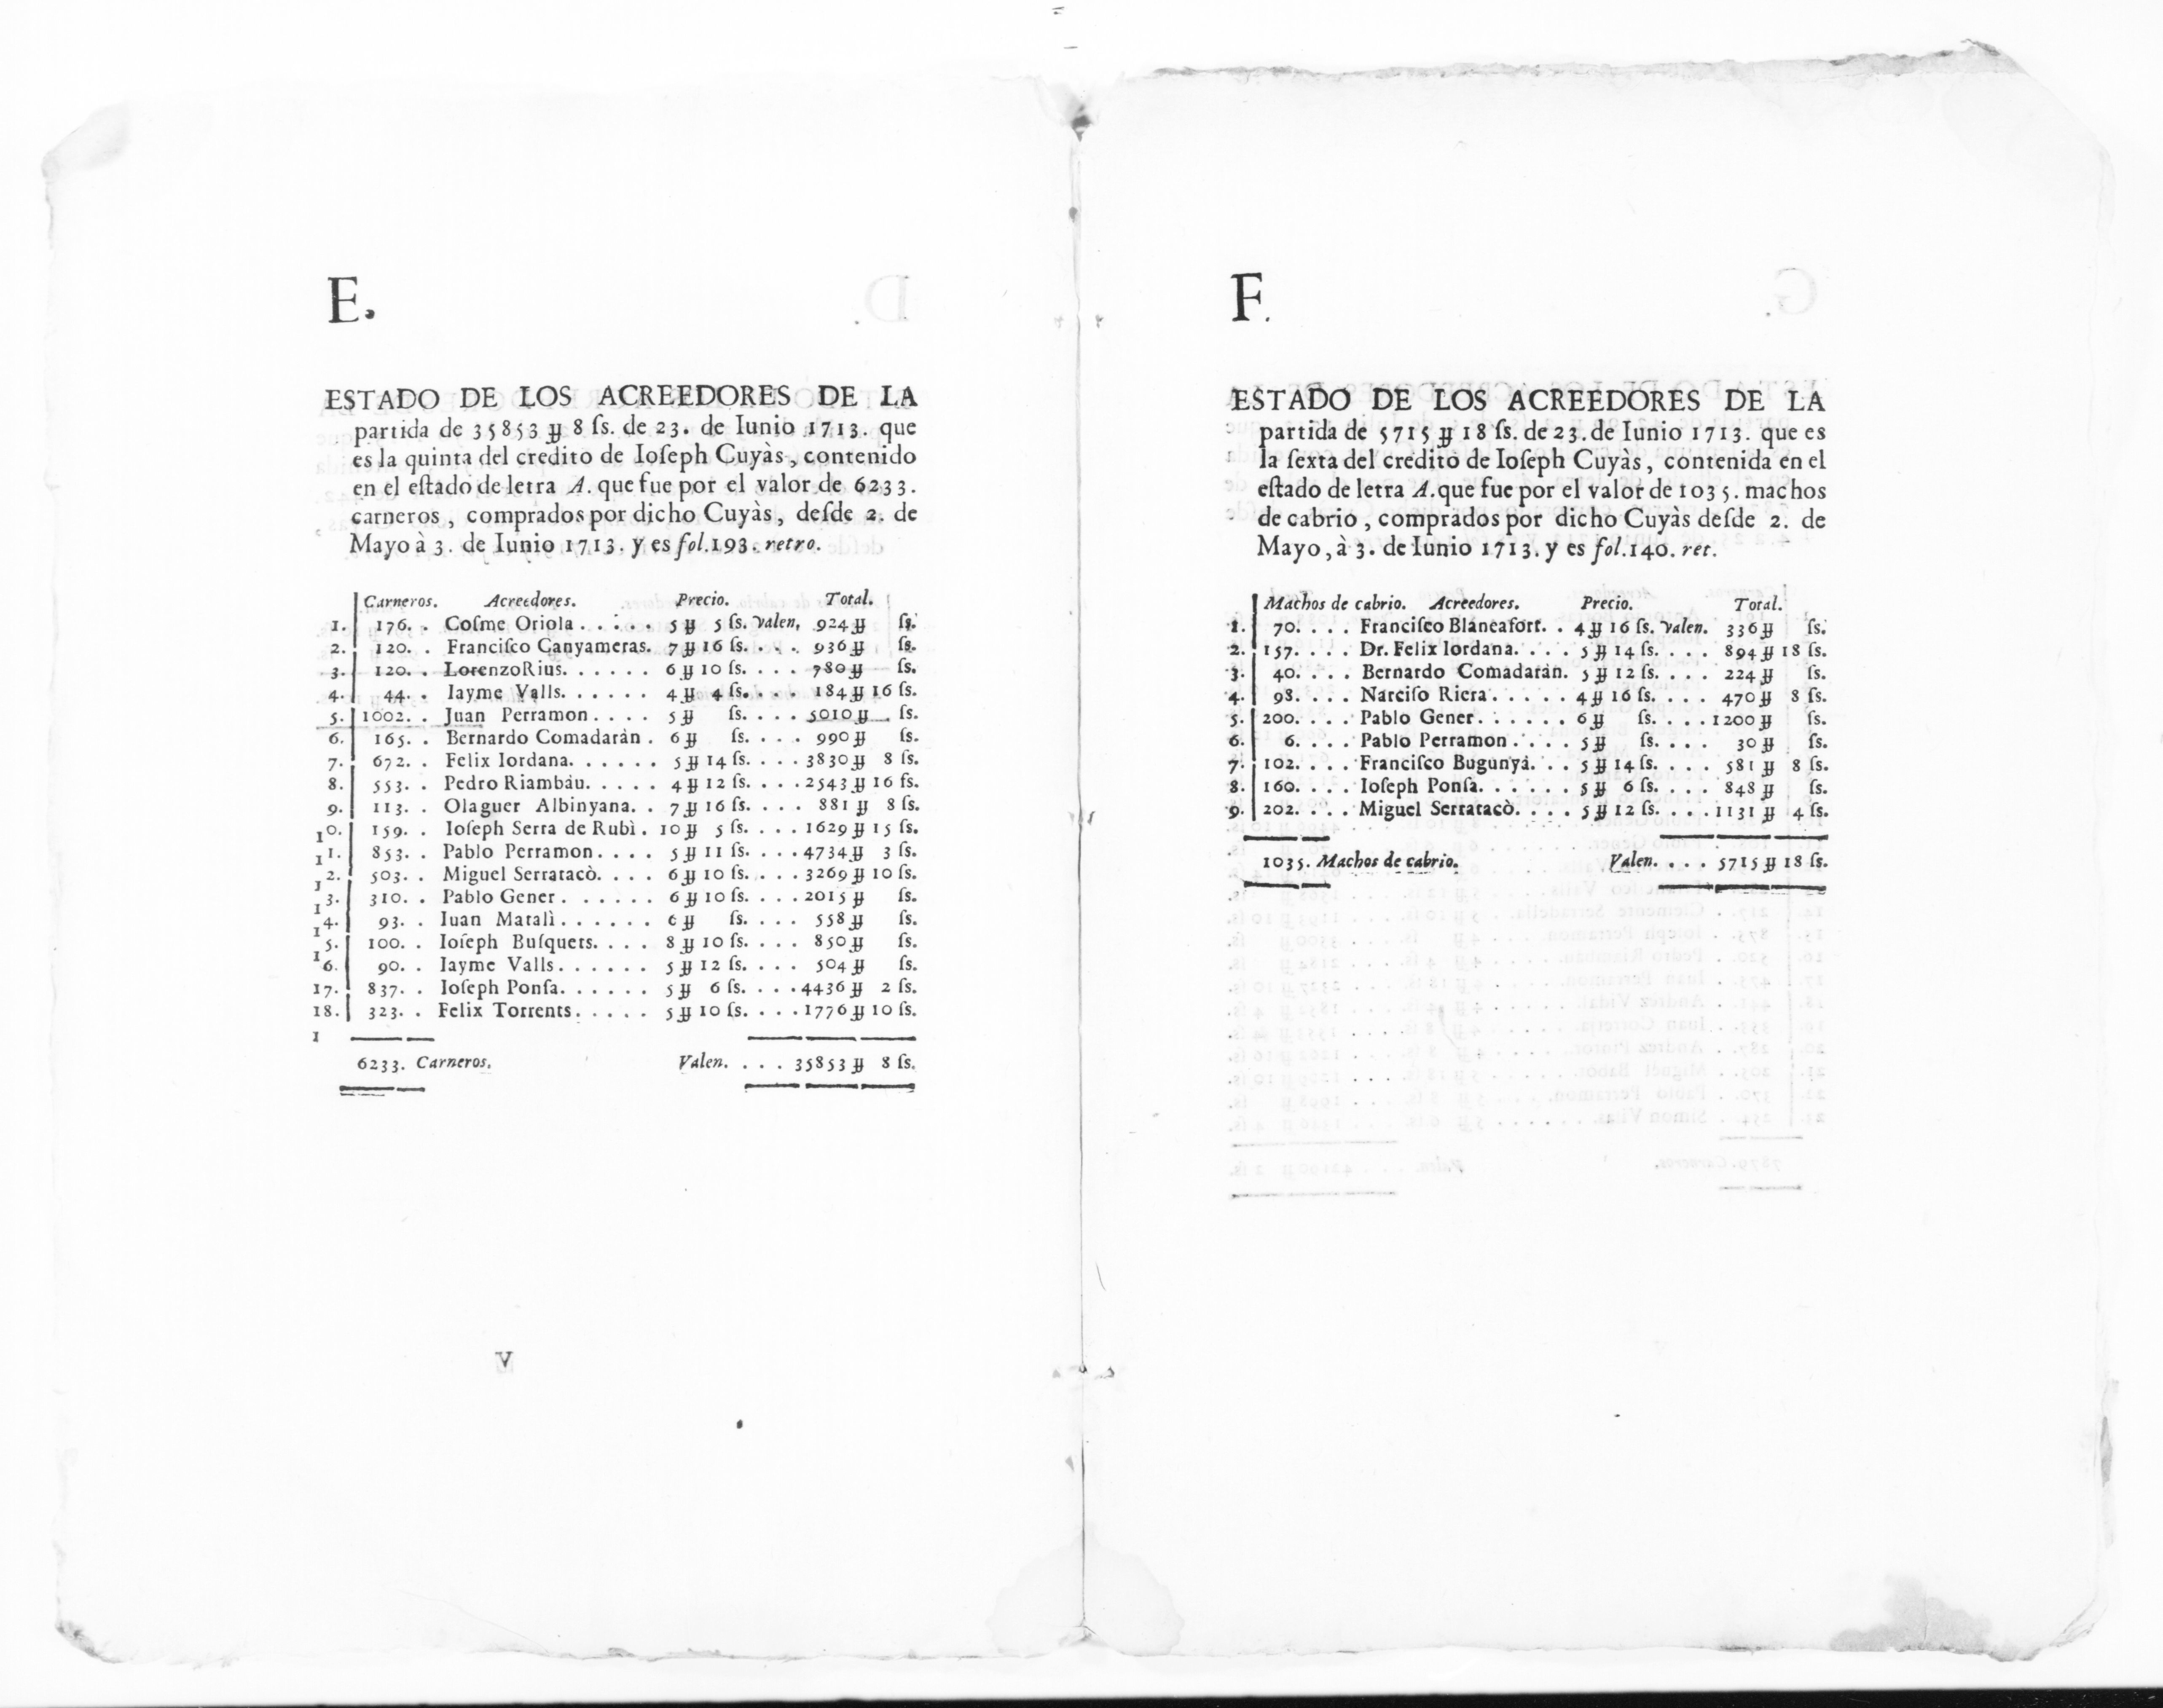 E.
ESTADO DE LOS ACREEDORES DE LA
partida de 35853 ꝡ 8 ſs. de 23. de Iunio 1713. que
es la quinta del credito de Ioſeph Cuyàs, contenido
en el eſtado de letra A. que fue por el valor de 6233.
carneros, comprados por dicho Cuyàs, deſde 2. de
Mayo à 3. de Iunio 1713. y es fol.193. retro.
Carneros. Acreedores. Precio. Total.
1. 176. . Coſme Oriola . . . . . 5 ꝡ 5 ſs. Valen, 924 ꝡ ſs.
2. 120. . Franciſco Canyameras. 7 ꝡ 16 ſs. . . . 936 ꝡ ſs.
3. 120. . Lorenzo Rius. . . . . . 6 ꝡ 10 ſs. . . . 780 ꝡ ſs.
4. 44. . Iayme Valls. . . . . . 4 ꝡ 4 ſs. . . . 184 ꝡ 16 ſs.
5. 1002. . Juan Perramon . . . . 5 ꝡ ſs. . . . 5010 ꝡ ſs.
6. 165. . Bernardo Comadaràn . 6 ꝡ ſs. . . . 990 ꝡ ſs.
7. 672. . Felix Iordana. . . . . . 5 ꝡ 14 ſs. . . . 3830 ꝡ 8 ſs.
8. 553. . Pedro Riambàu. . . . . 4 ꝡ 12 ſs. . . . 2543 ꝡ 16 ſs.
9. 113. . Olaguer Albinyana. . 7 ꝡ 16 ſs. . . . 881 ꝡ 8 ſs.
10. 159. . Ioſeph Serra de Rubì . 10 ꝡ 5 ſs. . . . 1629 ꝡ 15 ſs.
11. 853. . Pablo Perramon . . . . 5 ꝡ 11 ſs. . . . 4734 ꝡ 3 ſs.
12. 503. . Miguel Serratacò. . . . 6 ꝡ 10 ſs. . . . 3269 ꝡ 10 ſs.
13. 310. . Pablo Gener . . . . . . 6 ꝡ 10 ſs. . . . 2015 ꝡ ſs.
14. 93. . Iuan Matalì . . . . . . 6 ꝡ ſs. . . . 558 ꝡ ſs.
15. 100. . Ioſeph Buſquets. . . . 8 ꝡ 10 ſs. . . . 850 ꝡ ſs.
16. 90. . Iayme Valls . . . . . . 5 ꝡ 12 ſs. . . . 504 ꝡ ſs.
17. 837. . Ioſeph Ponſa. . . . . . 5 ꝡ 6 ſs. . . . 4436 ꝡ 2 ſs.
18. 323. . Felix Torrents . . . . . 5 ꝡ 10 ſs. . . . 1776 ꝡ 10 ſs.
6233. Carneros. Valen. . . . 35853 ꝡ 8 ſs.
V
F.
ESTADO DE LOS ACREEDORES DE LA
partida de 5715 ꝡ 18 ſs. de 23. de Iunio 1713. que es
la ſexta del credito de Ioſeph Cuyàs, contenida en el
eſtado de letra A. que fue por el valor de 1035. machos
de cabrio, comprados por dicho Cuyàs deſde 2. de
Mayo, à 3. de Iunio 1713. y es fol.140. ret.
Machos de cabrio. Acreedores. Precio. Total.
1. 70. . . . Franciſco Blancafort. . 4 ꝡ 16 ſs. Valen. 336 ꝡ ſs.
2. 157. . . . Dr. Felix Iordana. . . . 5 ꝡ 14 ſs. . . . 894 ꝡ 18 ſs.
3. 40. . . . Bernardo Comadaràn. 5 ꝡ 12 ſs. . . . 224 ꝡ ſs.
4. 98. . . . Narciſo Riera . . . . . 4 ꝡ 16 ſs. . . . 470 ꝡ 8 ſs.
5. 200. . . . Pablo Gener . . . . . . 6 ꝡ ſs. . . . 1200 ꝡ ſs.
6. 6. . . . Pablo Perramon . . . . 5 ꝡ ſs. . . . 30 ꝡ ſs.
7. 102. . . . Franciſco Bugunyà. . . 5 ꝡ 14 ſs. . . . 581 ꝡ 8 ſs.
8. 160. . . . Ioſeph Ponſa. . . . . . 5 ꝡ 6 ſs. . . . 848 ꝡ ſs.
9. 202. . . . Miguel Serratacò. . . . 5 ꝡ 12 ſs. . . . 1131 ꝡ 4 ſs.
1035. Machos de cabrio. Valen. . . . 5715 ꝡ 18 ſs.